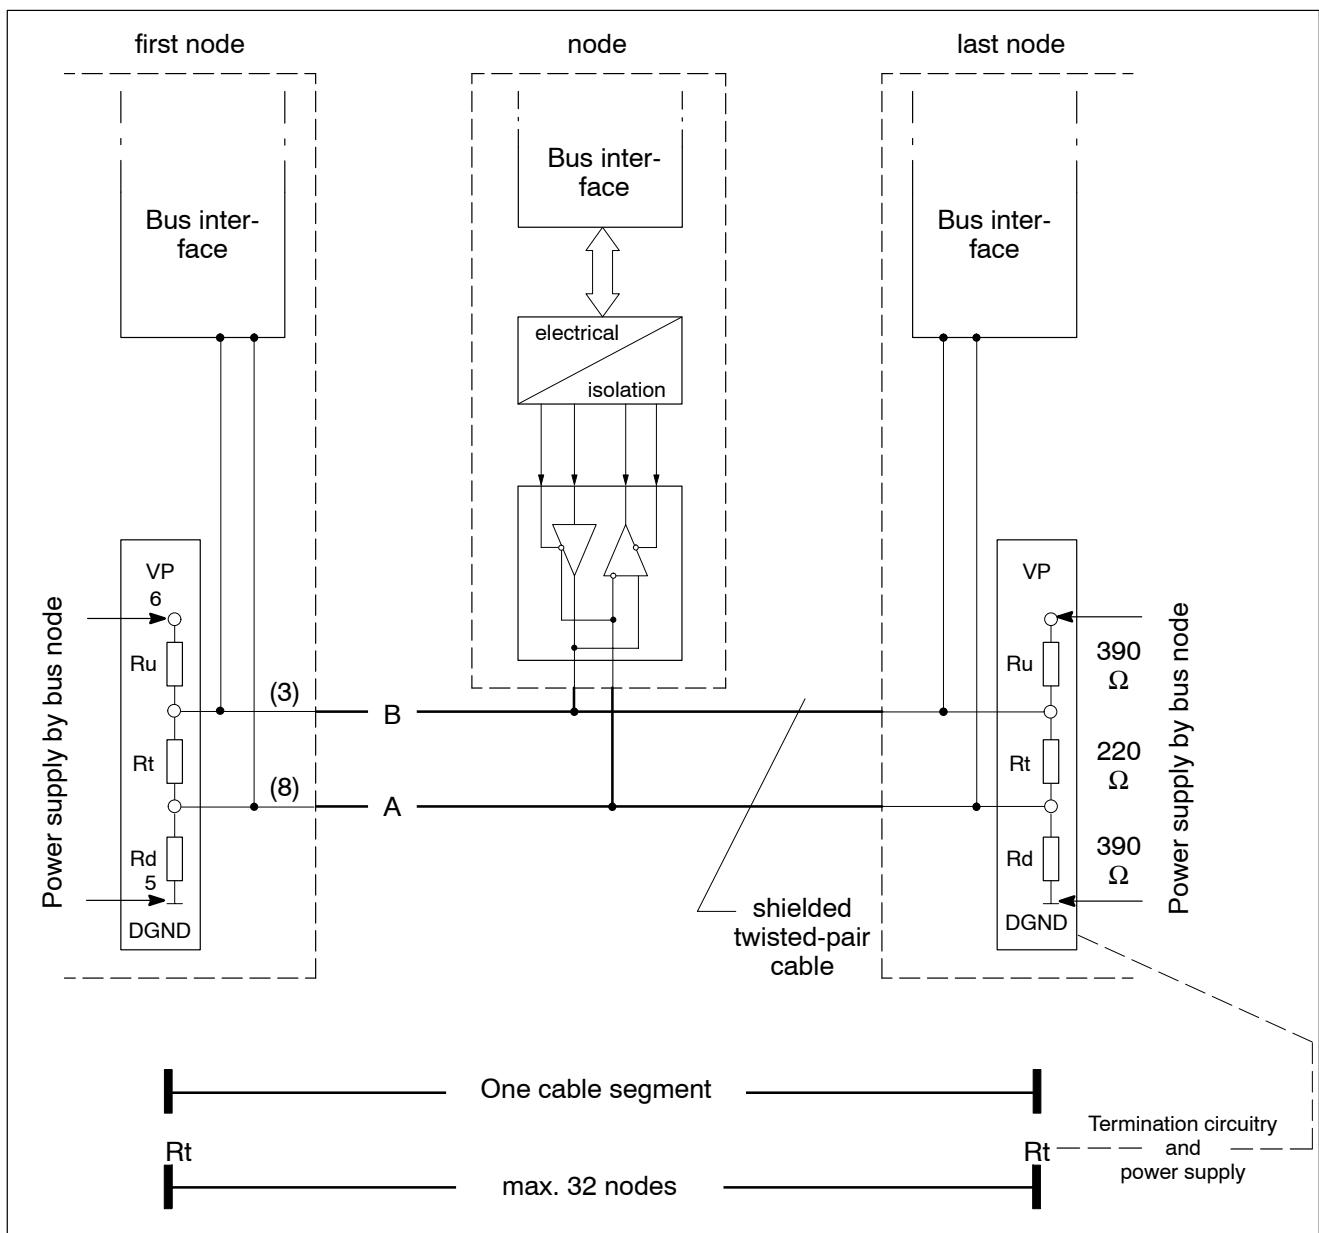 first node
node
last node
Bus inter-
face
Bus inter-
face
Bus inter-
face
electrical
isolation
VP
6
Ru
Rt
Rd
5
DGND
Power supply by bus node
(3)
(8)
B
A
VP
Ru
Rt
Rd
DGND
390
Ω
220
Ω
390
Ω
Power supply by bus node
shielded
twisted-pair
cable
One cable segment
Rt
Rt
Termination circuitry
and
power supply
max. 32 nodes